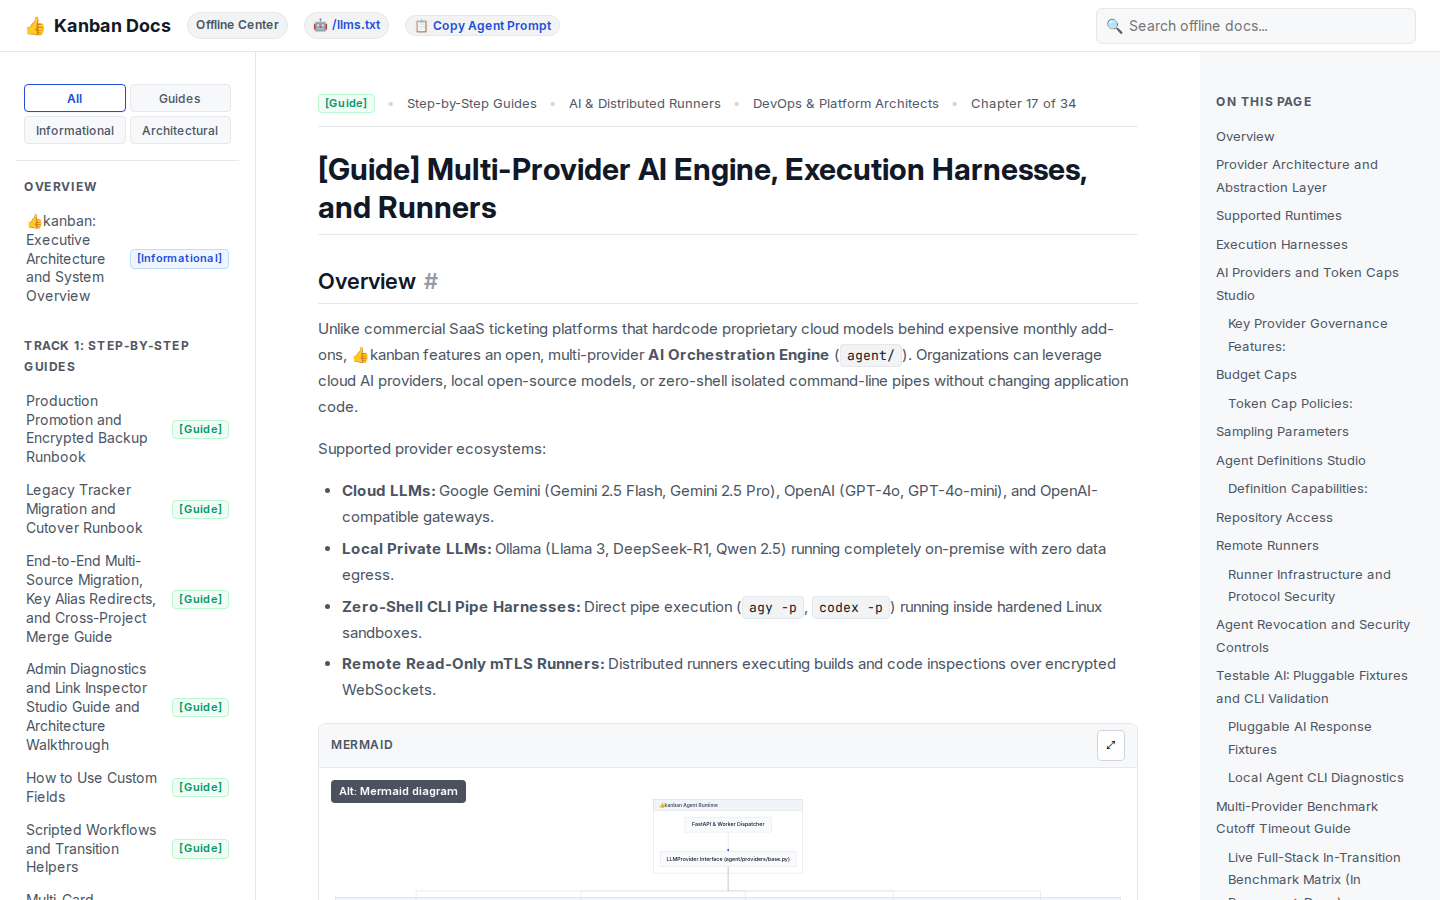 👍 Kanban Docs
Offline Center
🤖 /llms.txt
📋 Copy Agent Prompt
🔍 Search offline docs...
All
Guides
Informational
Architectural
OVERVIEW
👍kanban:
Executive
Architecture
and System
Overview
[Informational]
TRACK 1: STEP-BY-STEP
GUIDES
Production
Promotion and
Encrypted Backup
Runbook
[Guide]
Legacy Tracker
Migration and
Cutover Runbook
[Guide]
End-to-End Multi-
Source Migration,
Key Alias Redirects,
and Cross-Project
Merge Guide
[Guide]
Admin Diagnostics
and Link Inspector
Studio Guide and
Architecture
Walkthrough
[Guide]
How to Use Custom
Fields
[Guide]
Scripted Workflows
and Transition
Helpers
[Guide]
Multi-Card
[Guide] • Step-by-Step Guides • AI & Distributed Runners • DevOps & Platform Architects • Chapter 17 of 34
[Guide] Multi-Provider AI Engine, Execution Harnesses,
and Runners
Overview #
Unlike commercial SaaS ticketing platforms that hardcode proprietary cloud models behind expensive monthly add-
ons, 👍kanban features an open, multi-provider AI Orchestration Engine (agent/). Organizations can leverage
cloud AI providers, local open-source models, or zero-shell isolated command-line pipes without changing application
code.
Supported provider ecosystems:
• Cloud LLMs: Google Gemini (Gemini 2.5 Flash, Gemini 2.5 Pro), OpenAI (GPT-4o, GPT-4o-mini), and OpenAI-
compatible gateways.
• Local Private LLMs: Ollama (Llama 3, DeepSeek-R1, Qwen 2.5) running completely on-premise with zero data
egress.
• Zero-Shell CLI Pipe Harnesses: Direct pipe execution (agy -p, codex -p) running inside hardened Linux
sandboxes.
• Remote Read-Only mTLS Runners: Distributed runners executing builds and code inspections over encrypted
WebSockets.
MERMAID
Alt: Mermaid diagram
👍kanban Agent Runtime
FastAPI & Worker Dispatcher
LLMProvider Interface (agent/providers/base.py)
ON THIS PAGE
Overview
Provider Architecture and
Abstraction Layer
Supported Runtimes
Execution Harnesses
AI Providers and Token Caps
Studio
Key Provider Governance
Features:
Budget Caps
Token Cap Policies:
Sampling Parameters
Agent Definitions Studio
Definition Capabilities:
Repository Access
Remote Runners
Runner Infrastructure and
Protocol Security
Agent Revocation and Security
Controls
Testable AI: Pluggable Fixtures
and CLI Validation
Pluggable AI Response
Fixtures
Local Agent CLI Diagnostics
Multi-Provider Benchmark
Cutoff Timeout Guide
Live Full-Stack In-Transition
Benchmark Matrix (In